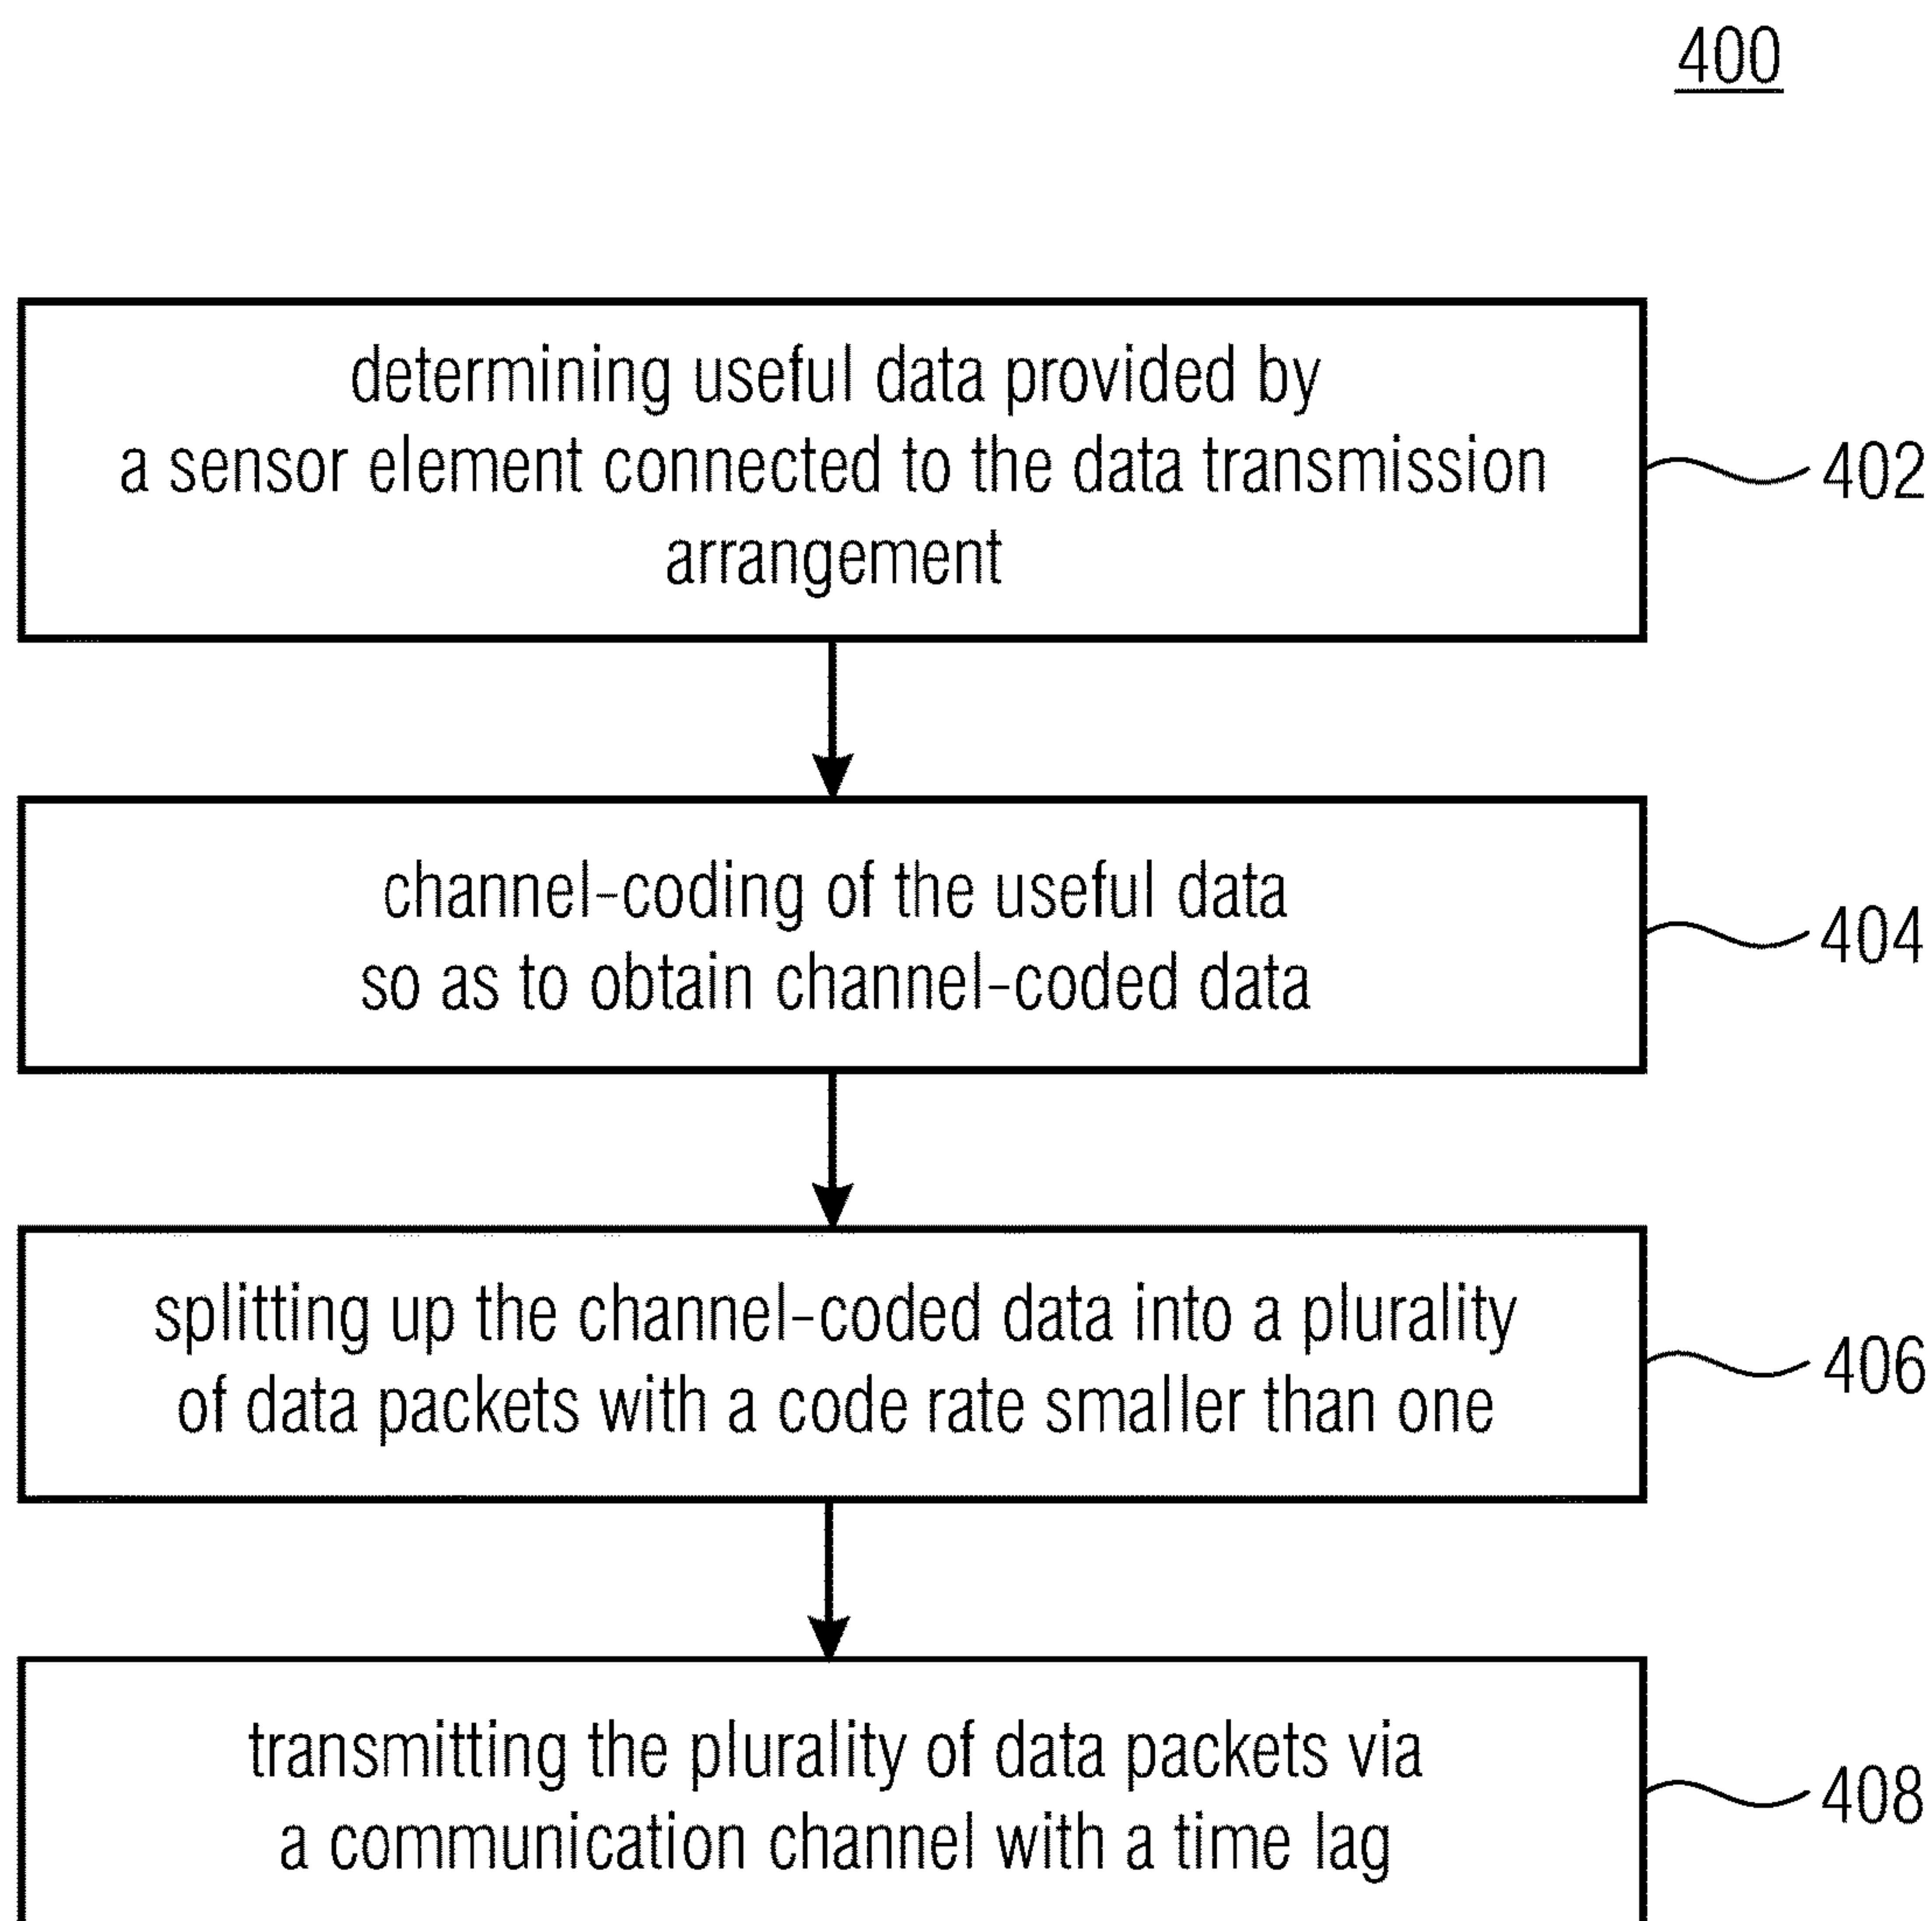 400
determining useful data provided by
a sensor element connected to the data transmission
arrangement
402
channel-coding of the useful data
so as to obtain channel-coded data
404
splitting up the channel-coded data into a plurality
of data packets with a code rate smaller than one
406
transmitting the plurality of data packets via
a communication channel with a time lag
408